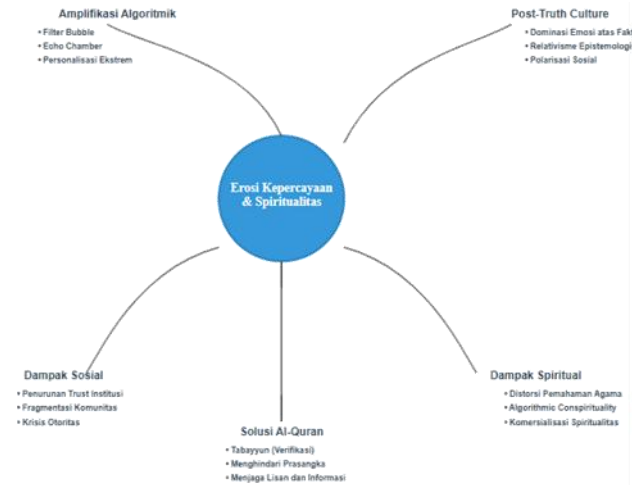 Amplifikasi Algoritmik
• Filter Bubble
• Echo Chamber
• Personalisasi Ekstrem
Post-Truth Culture
• Dominasi Emosi atas Fakt
• Relativisme Epistemologi
• Polarisasi Sosial
Erosi Kepercayaan
& Spiritualitas
Dampak Sosial
• Penurunan Trust Institusi
• Fragmentasi Komunitas
• Krisis Otoritas
Solusi Al-Quran
• Tabayyun (Verifikasi)
• Menghindari Prasangka
• Menjaga Lisan dan Informasi
Dampak Spiritual
• Distorsi Pemahaman Agama
• Algorithmic Conspirituality
• Komersialisasi Spiritualitas